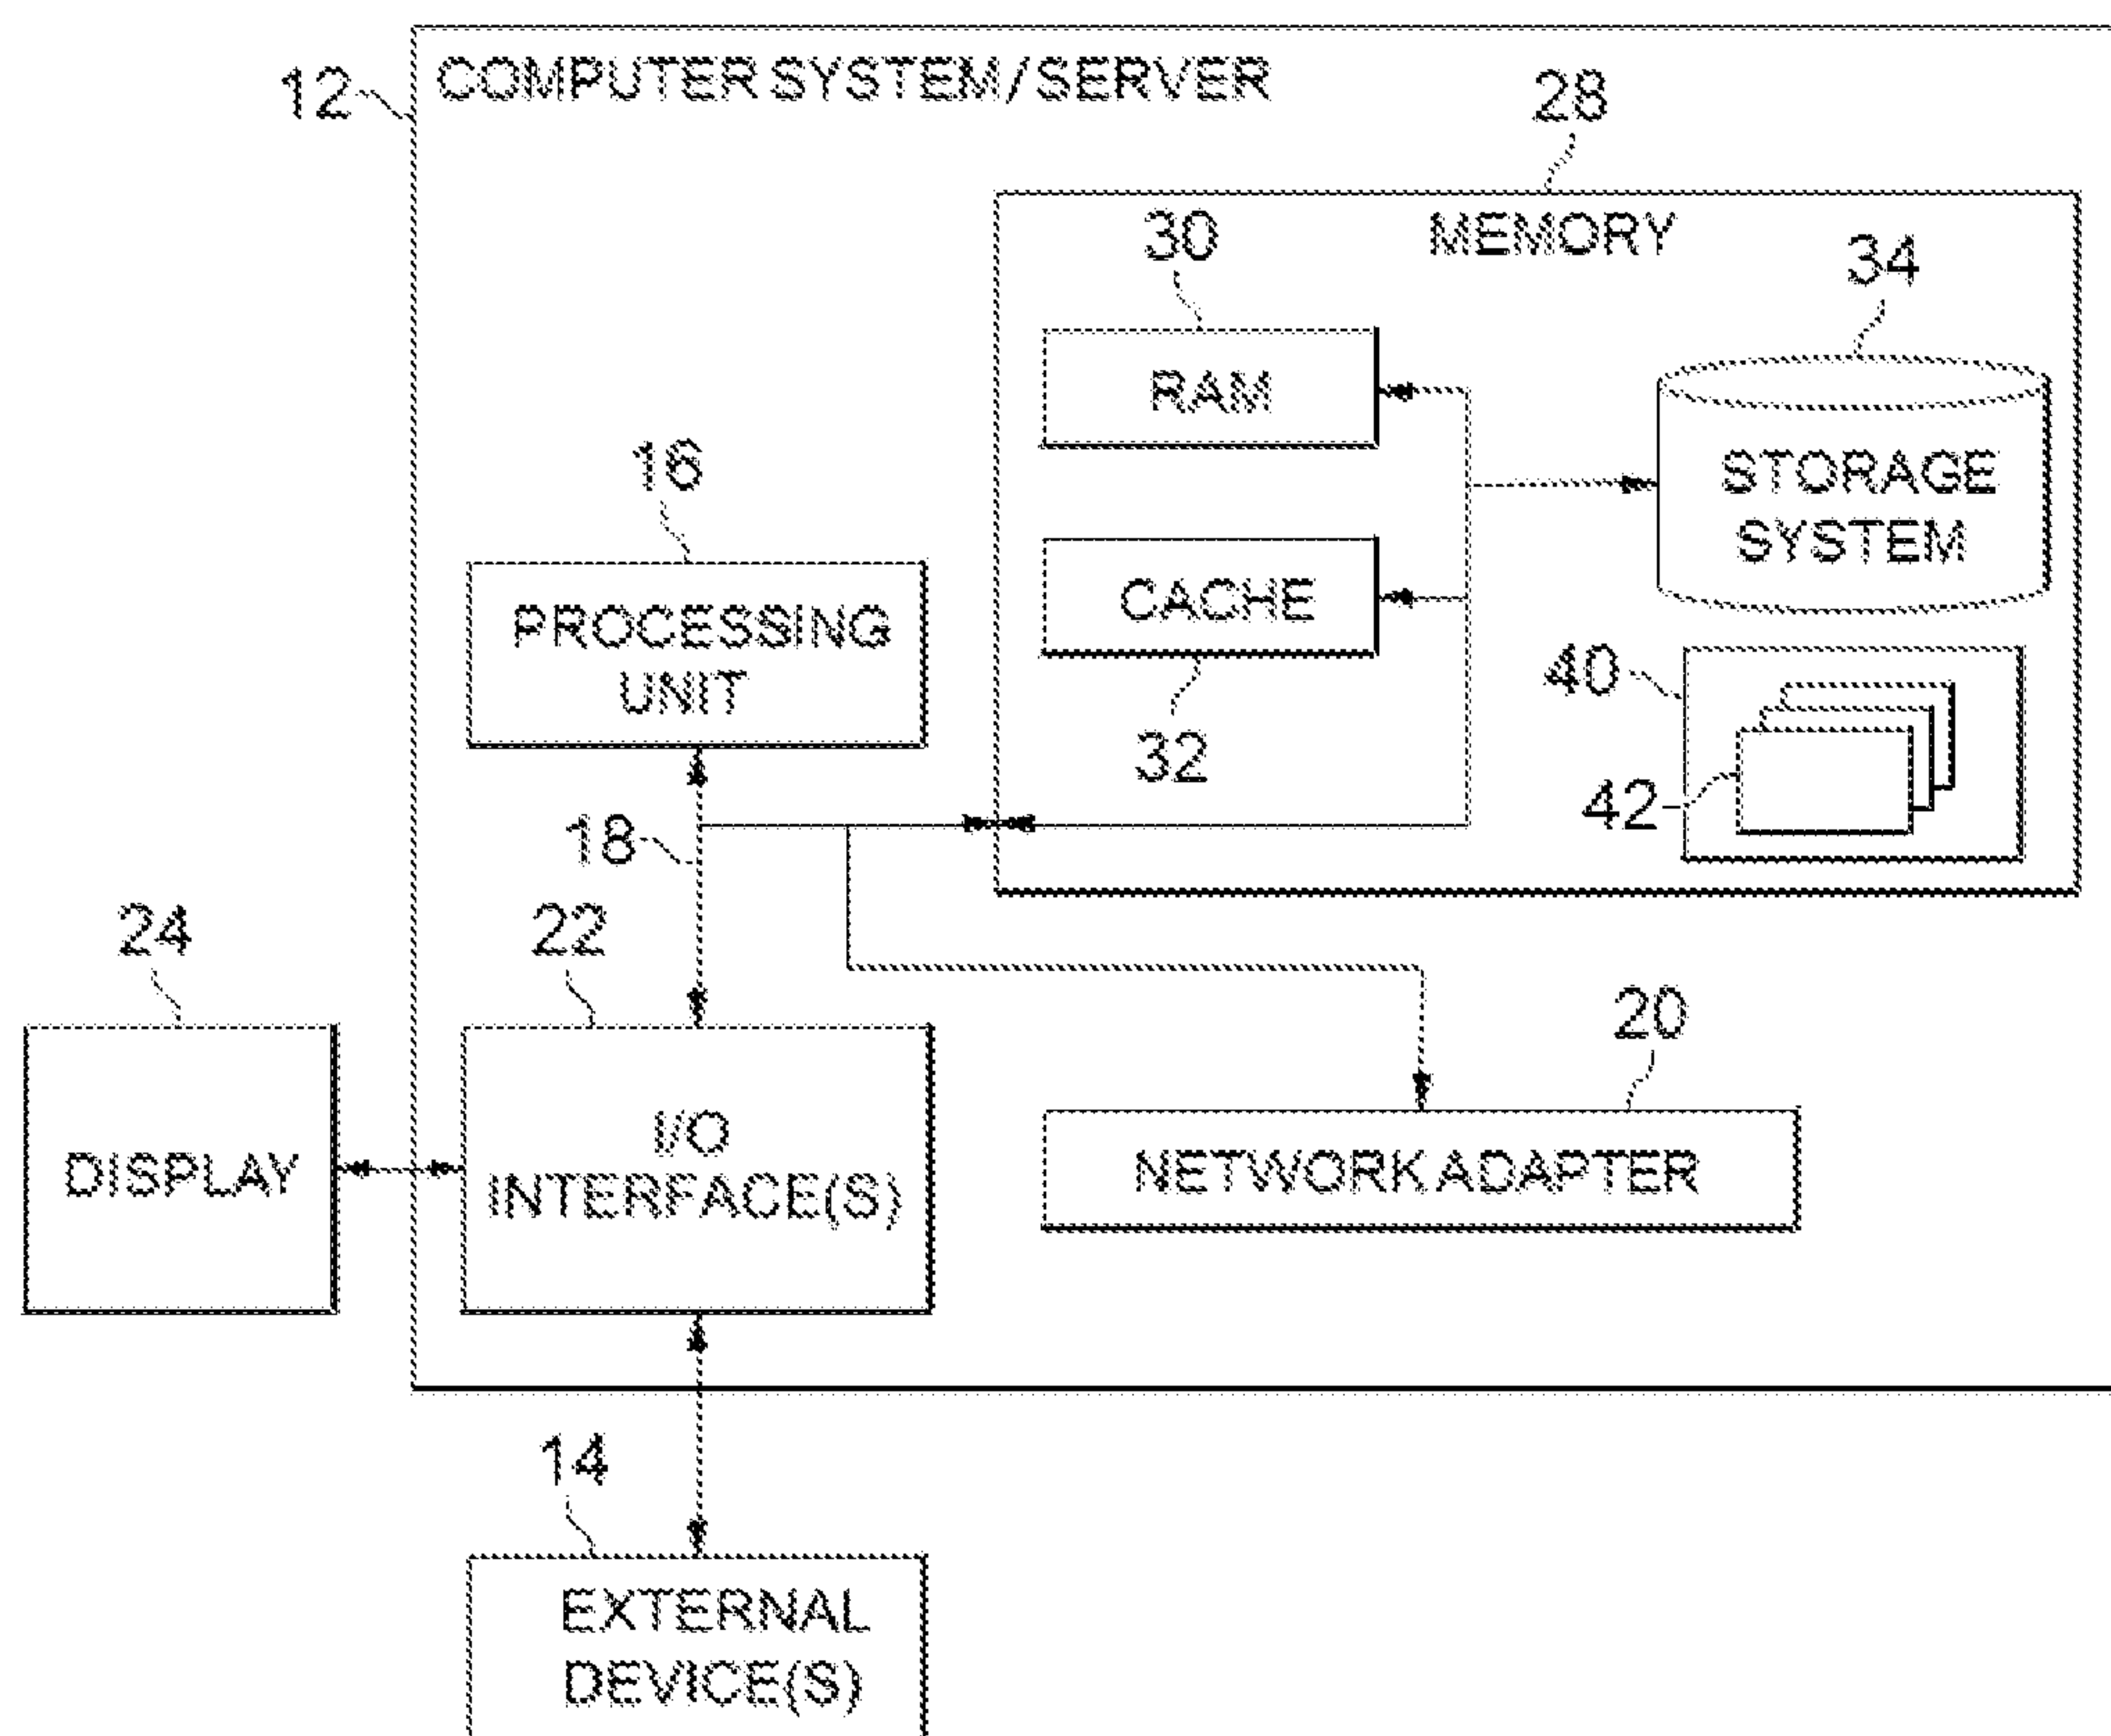 12
COMPUTER SYSTEM / SERVER
28
MEMORY
30
34
RAM
STORAGE
SYSTEM
16
PROCESSING
UNIT
CACHE
32
40
42
18
24
22
20
DISPLAY
I/O
INTERFACE(S)
NETWORK ADAPTER
14
EXTERNAL
DEVICE(S)